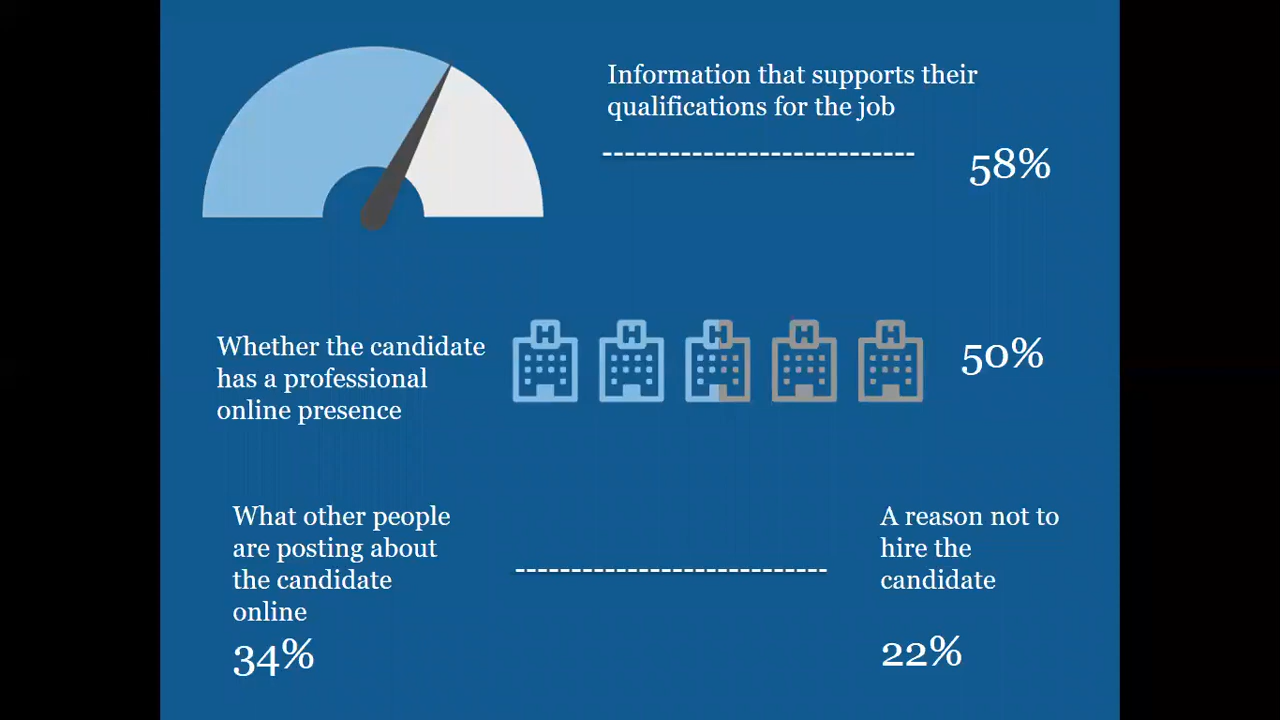 Information that supports their
qualifications for the job
58%
Whether the candidate
has a professional
online presence
H H H H H
50%
What other people
are posting about
the candidate
online
34%
A reason not to
hire the
candidate
22%